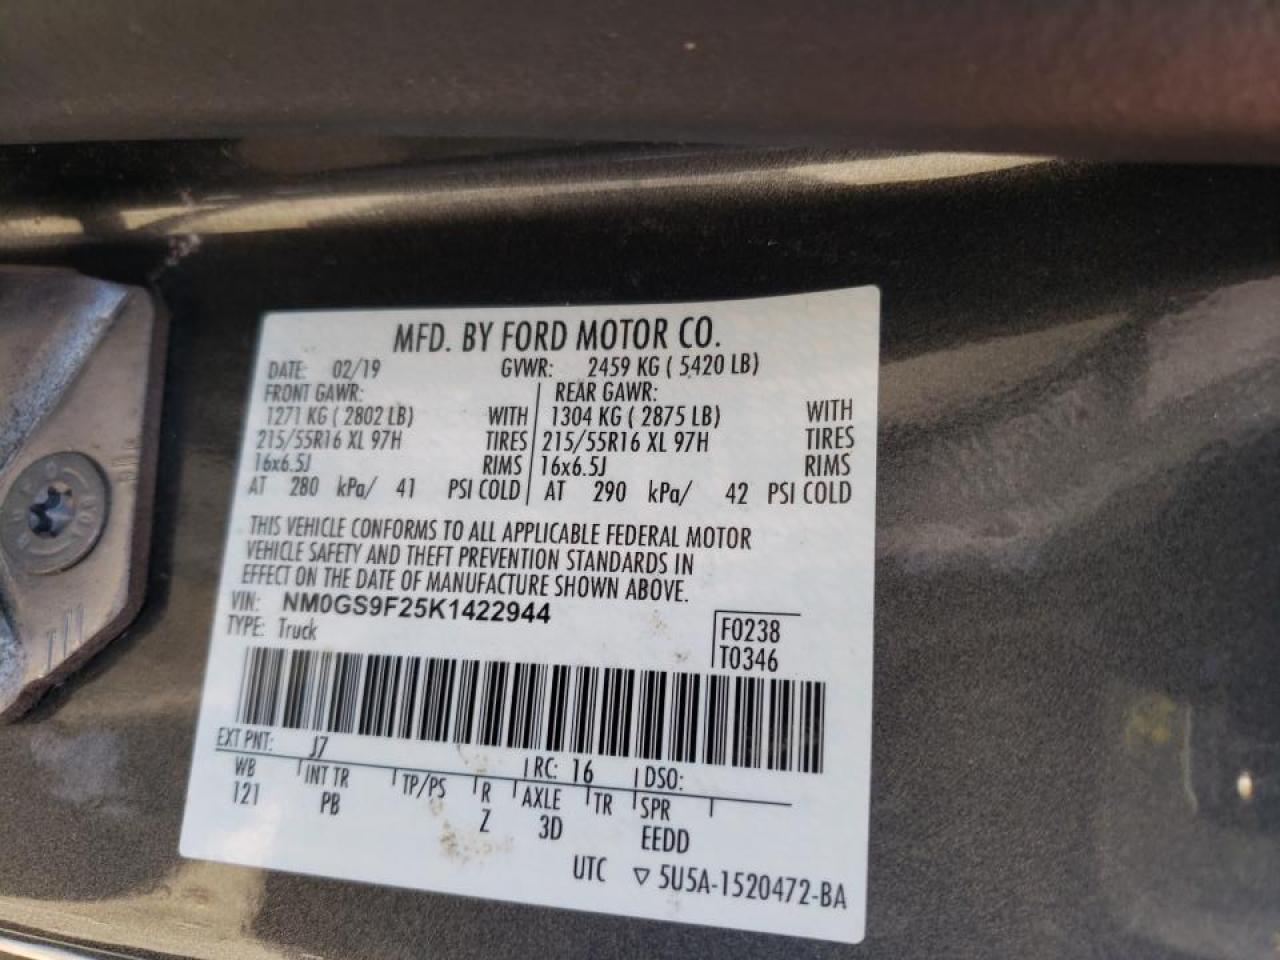 MFD. BY FORD MOTOR CO.
DATE: 02/19 GVWR: 2459 KG ( 5420 LB)
FRONT GAWR: REAR GAWR:
1271 KG ( 2802 LB) WITH 1304 KG ( 2875 LB) WITH
215/55R16 XL 97H TIRES 215/55R16 XL 97H TIRES
16x6.5J RIMS 16x6.5J RIMS
AT 280 kPa/ 41 PSI COLD AT 290 kPa/ 42 PSI COLD
THIS VEHICLE CONFORMS TO ALL APPLICABLE FEDERAL MOTOR
VEHICLE SAFETY AND THEFT PREVENTION STANDARDS IN
EFFECT ON THE DATE OF MANUFACTURE SHOWN ABOVE.
VIN: NM0GS9F25K1422944
TYPE: Truck
F0238
T0346
EXT PNT: J7 RC: 16 DSO:
WB INT TR TP/PS R AXLE TR SPR
121 PB Z 3D EEDD
UTC ▽ 5U5A-1520472-BA